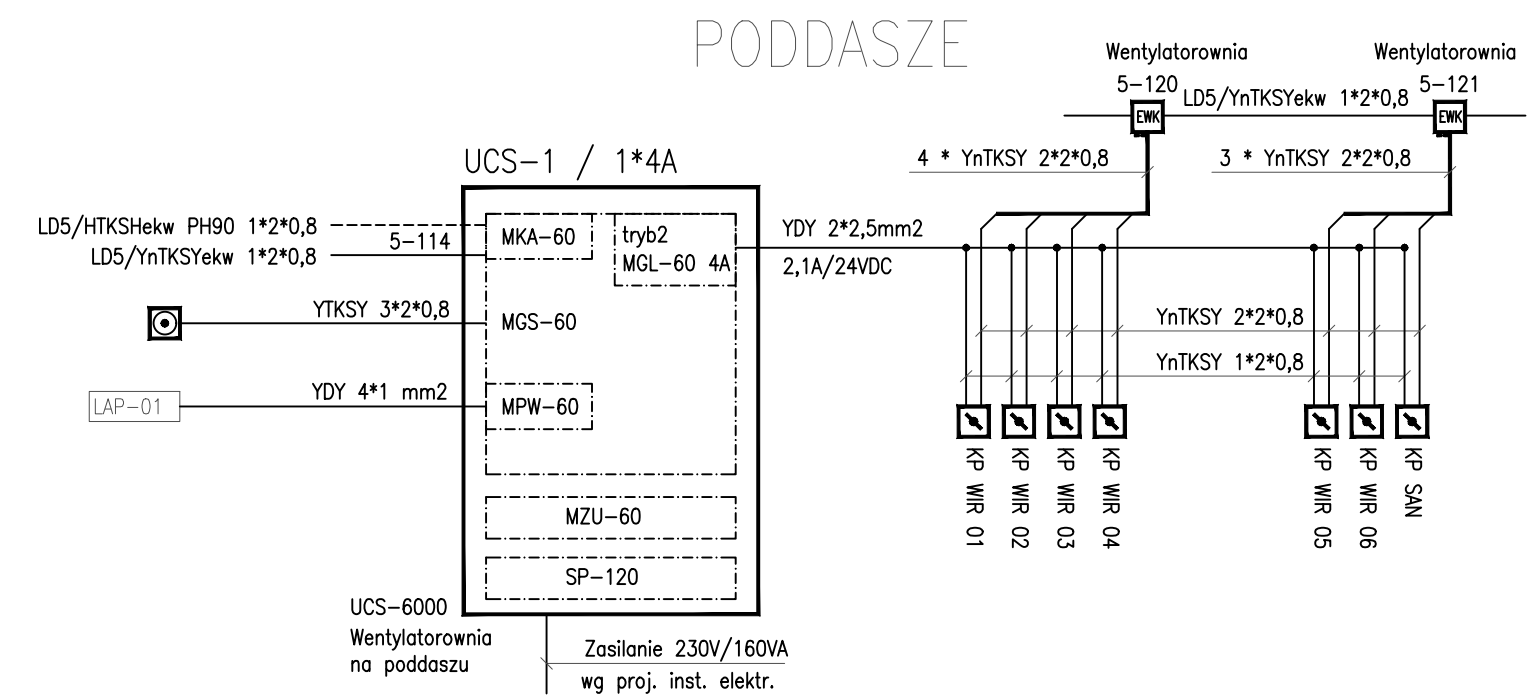 PODDASZE
Wentylatorownia
5-120
Wentylatorownia
5-121
LD5/YnTKSYekw 1*2*0,8
EWK
EWK
4 * YnTKSY 2*2*0,8
3 * YnTKSY 2*2*0,8
UCS-1 / 1*4A
LD5/HTKSHekw PH90 1*2*0,8
5-114
LD5/YnTKSYekw 1*2*0,8
MKA-60
tryb2
MGL-60 4A
YDY 2*2,5mm2
2,1A/24VDC
YTKSY 3*2*0,8
MGS-60
YnTKSY 2*2*0,8
YnTKSY 1*2*0,8
LAP-01
YDY 4*1 mm2
MPW-60
KP WIR 01
KP WIR 02
KP WIR 03
KP WIR 04
KP WIR 05
KP WIR 06
KP SAN
MZU-60
SP-120
UCS-6000
Wentylatorownia
na poddaszu
Zasilanie 230V/160VA
wg proj. inst. elektr.